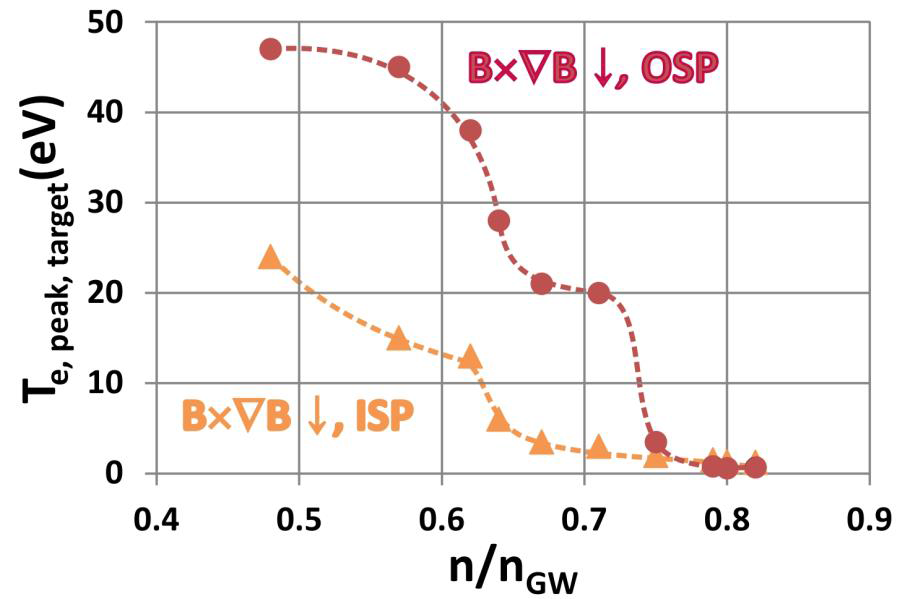 50
40
30
20
10
0
T_e, peak, target(eV)
B×∇B ↓, OSP
B×∇B ↓, ISP
0.4 0.5 0.6 0.7 0.8 0.9
n/n_GW